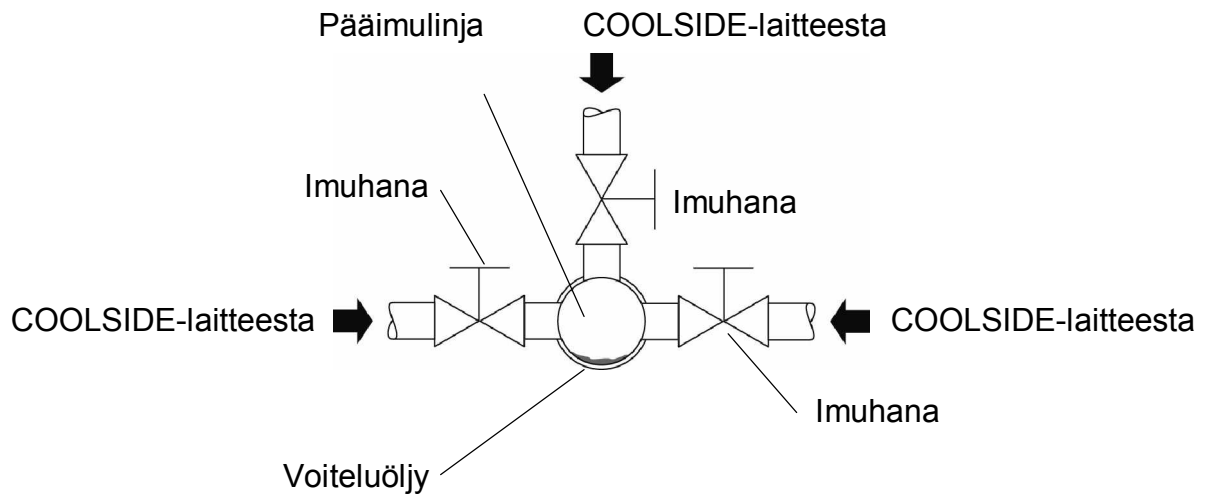 Pääimulinja
COOLSIDE-laitteesta
Imuhana
Imuhana
COOLSIDE-laitteesta
COOLSIDE-laitteesta
Imuhana
Voiteluöljy